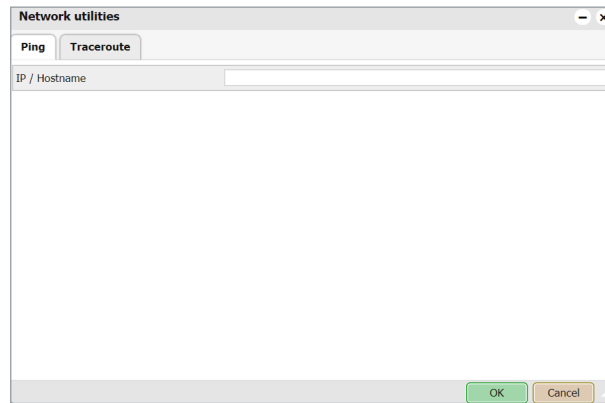 Network utilities
Ping Traceroute
IP / Hostname
OK Cancel